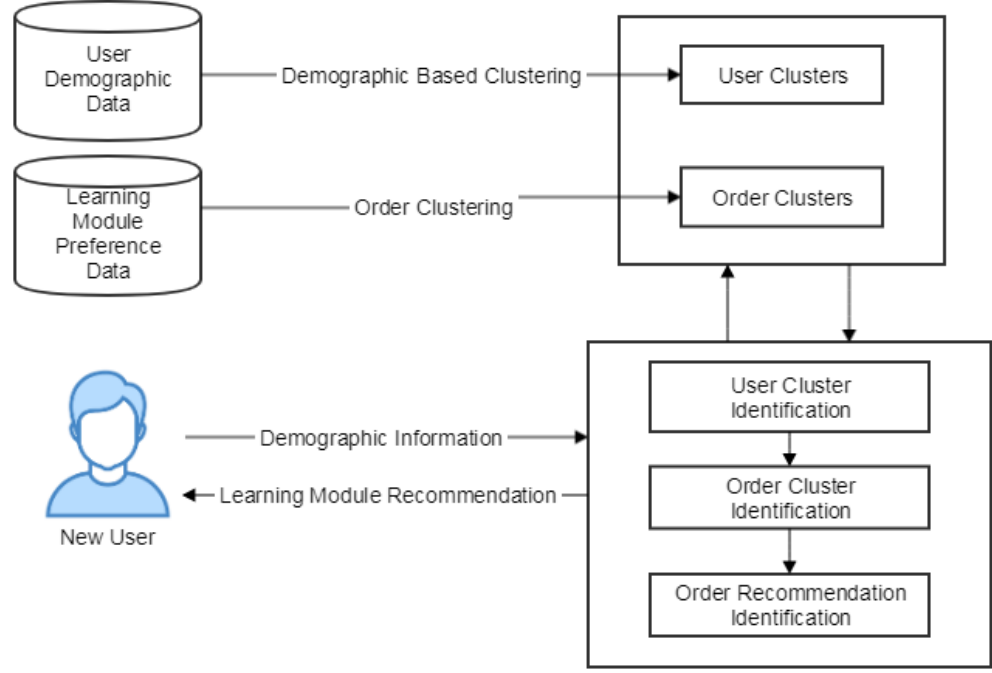 User
Demographic
Data
Demographic Based Clustering
User Clusters
Learning
Module
Preference
Data
Order Clustering
Order Clusters
User Cluster
Identification
Demographic Information
Order Cluster
Identification
Learning Module Recommendation
New User
Order Recommendation
Identification